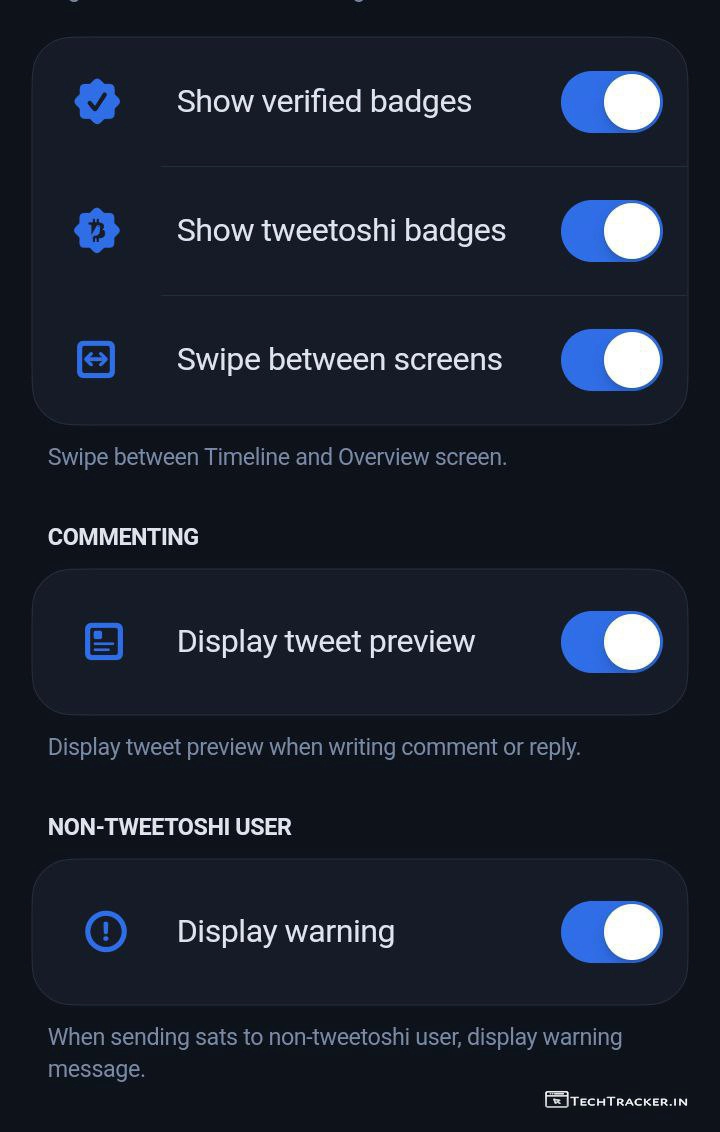 Show verified badges
Show tweetoshi badges
Swipe between screens
Swipe between Timeline and Overview screen.
COMMENTING
Display tweet preview
Display tweet preview when writing comment or reply.
NON-TWEETOSHI USER
Display warning
When sending sats to non-tweetoshi user, display warning
message.
TECHTRACKER.IN